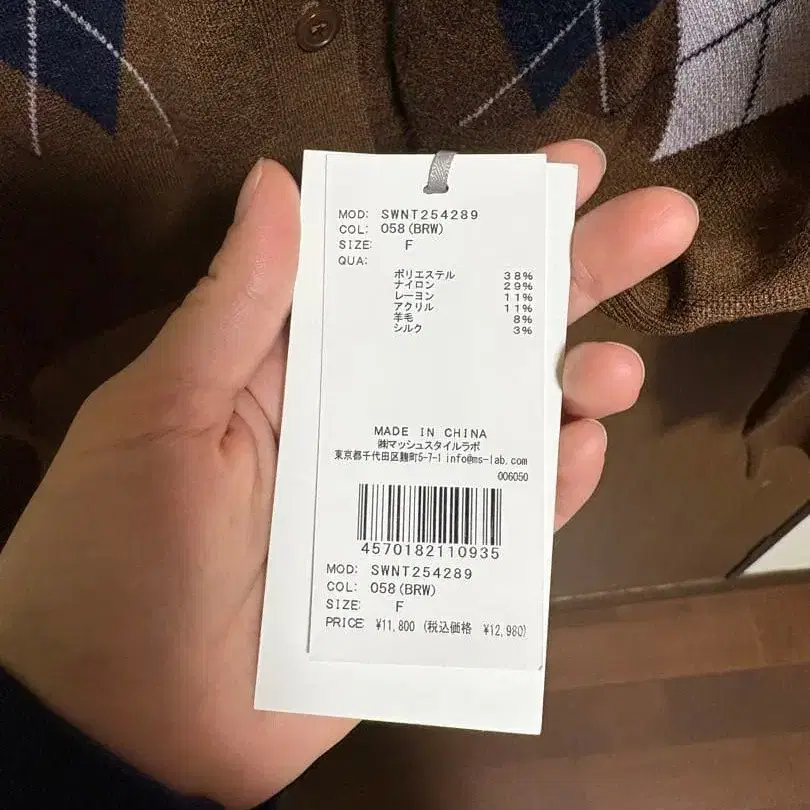 MOD: SWNT254289
COL: 058(BRW)
SIZE: F
QUA:
ポリエステル 38%
ナイロン 29%
レーヨン 11%
アクリル 11%
羊毛 8%
シルク 3%
MADE IN CHINA
㈱マッシュスタイルラボ
東京都千代田区麹町5-7-1 info@ms-lab.com
006050
4570182110935
MOD: SWNT254289
COL: 058(BRW)
SIZE: F
PRICE: ¥11,800 (税込価格 ¥12,980)